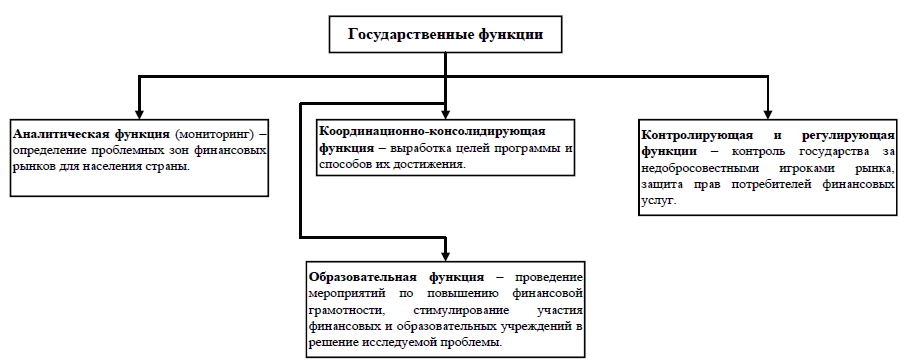 Государственные функции
Аналитическая функция (мониторинг) –
определение проблемных зон финансовых
рынков для населения страны.
Координационно-консолидирующая
функция – выработка целей программы и
способов их достижения.
Контролирующая и регулирующая
функции – контроль государства за
недобросовестными игроками рынка,
защита прав потребителей финансовых
услуг.
Образовательная функция – проведение
мероприятий по повышению финансовой
грамотности, стимулирование участия
финансовых и образовательных учреждений в
решение исследуемой проблемы.